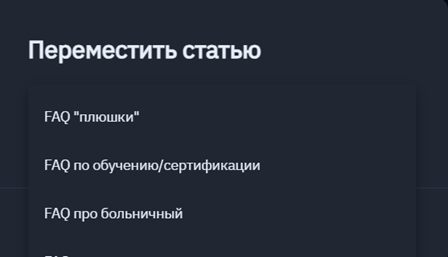 Переместить статью
FAQ "плюшки"
FAQ по обучению/сертификации
FAQ про больничный